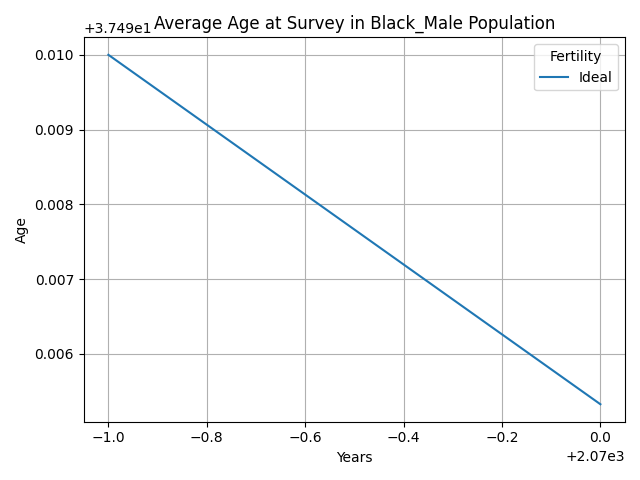 Average Age at Survey in Black_Male Population
+3.749e1
0.010
0.009
0.008
0.007
0.006
Age
Fertility
Ideal
−1.0 −0.8 −0.6 −0.4 −0.2 0.0
Years
+2.07e3